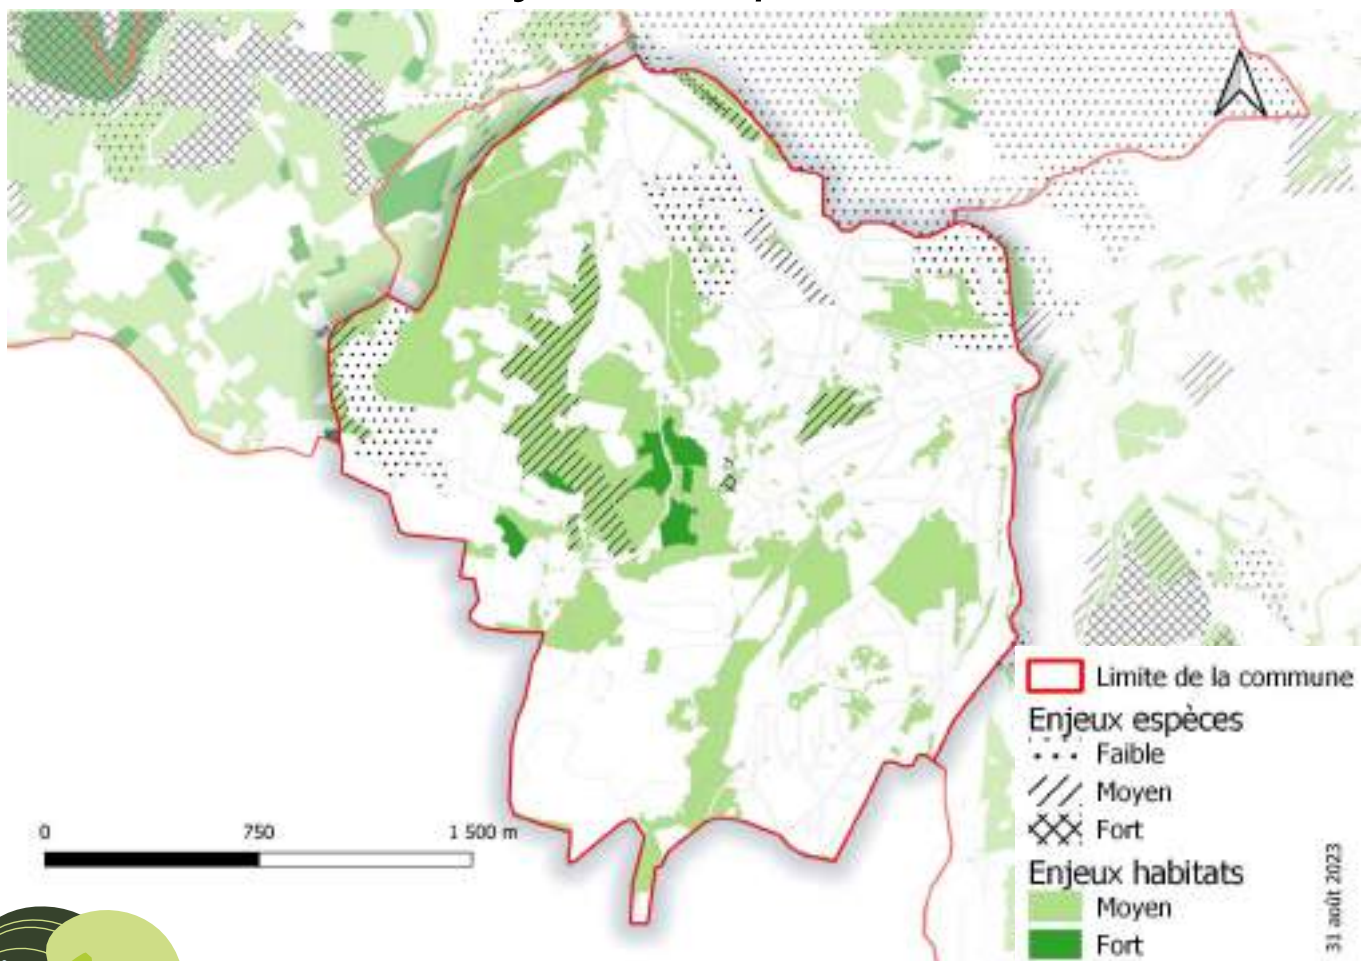 0 750 1 500 m
Limite de la commune
Enjeux espèces
Faible
Moyen
Fort
Enjeux habitats
Moyen
Fort
31 août 2023